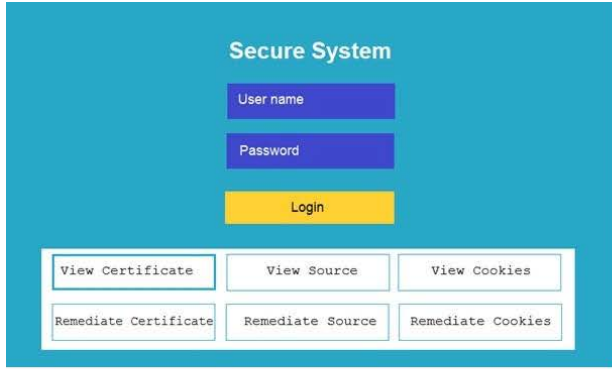 Secure System
User name
Password
Login
View Certificate View Source View Cookies
Remediate Certificate Remediate Source Remediate Cookies